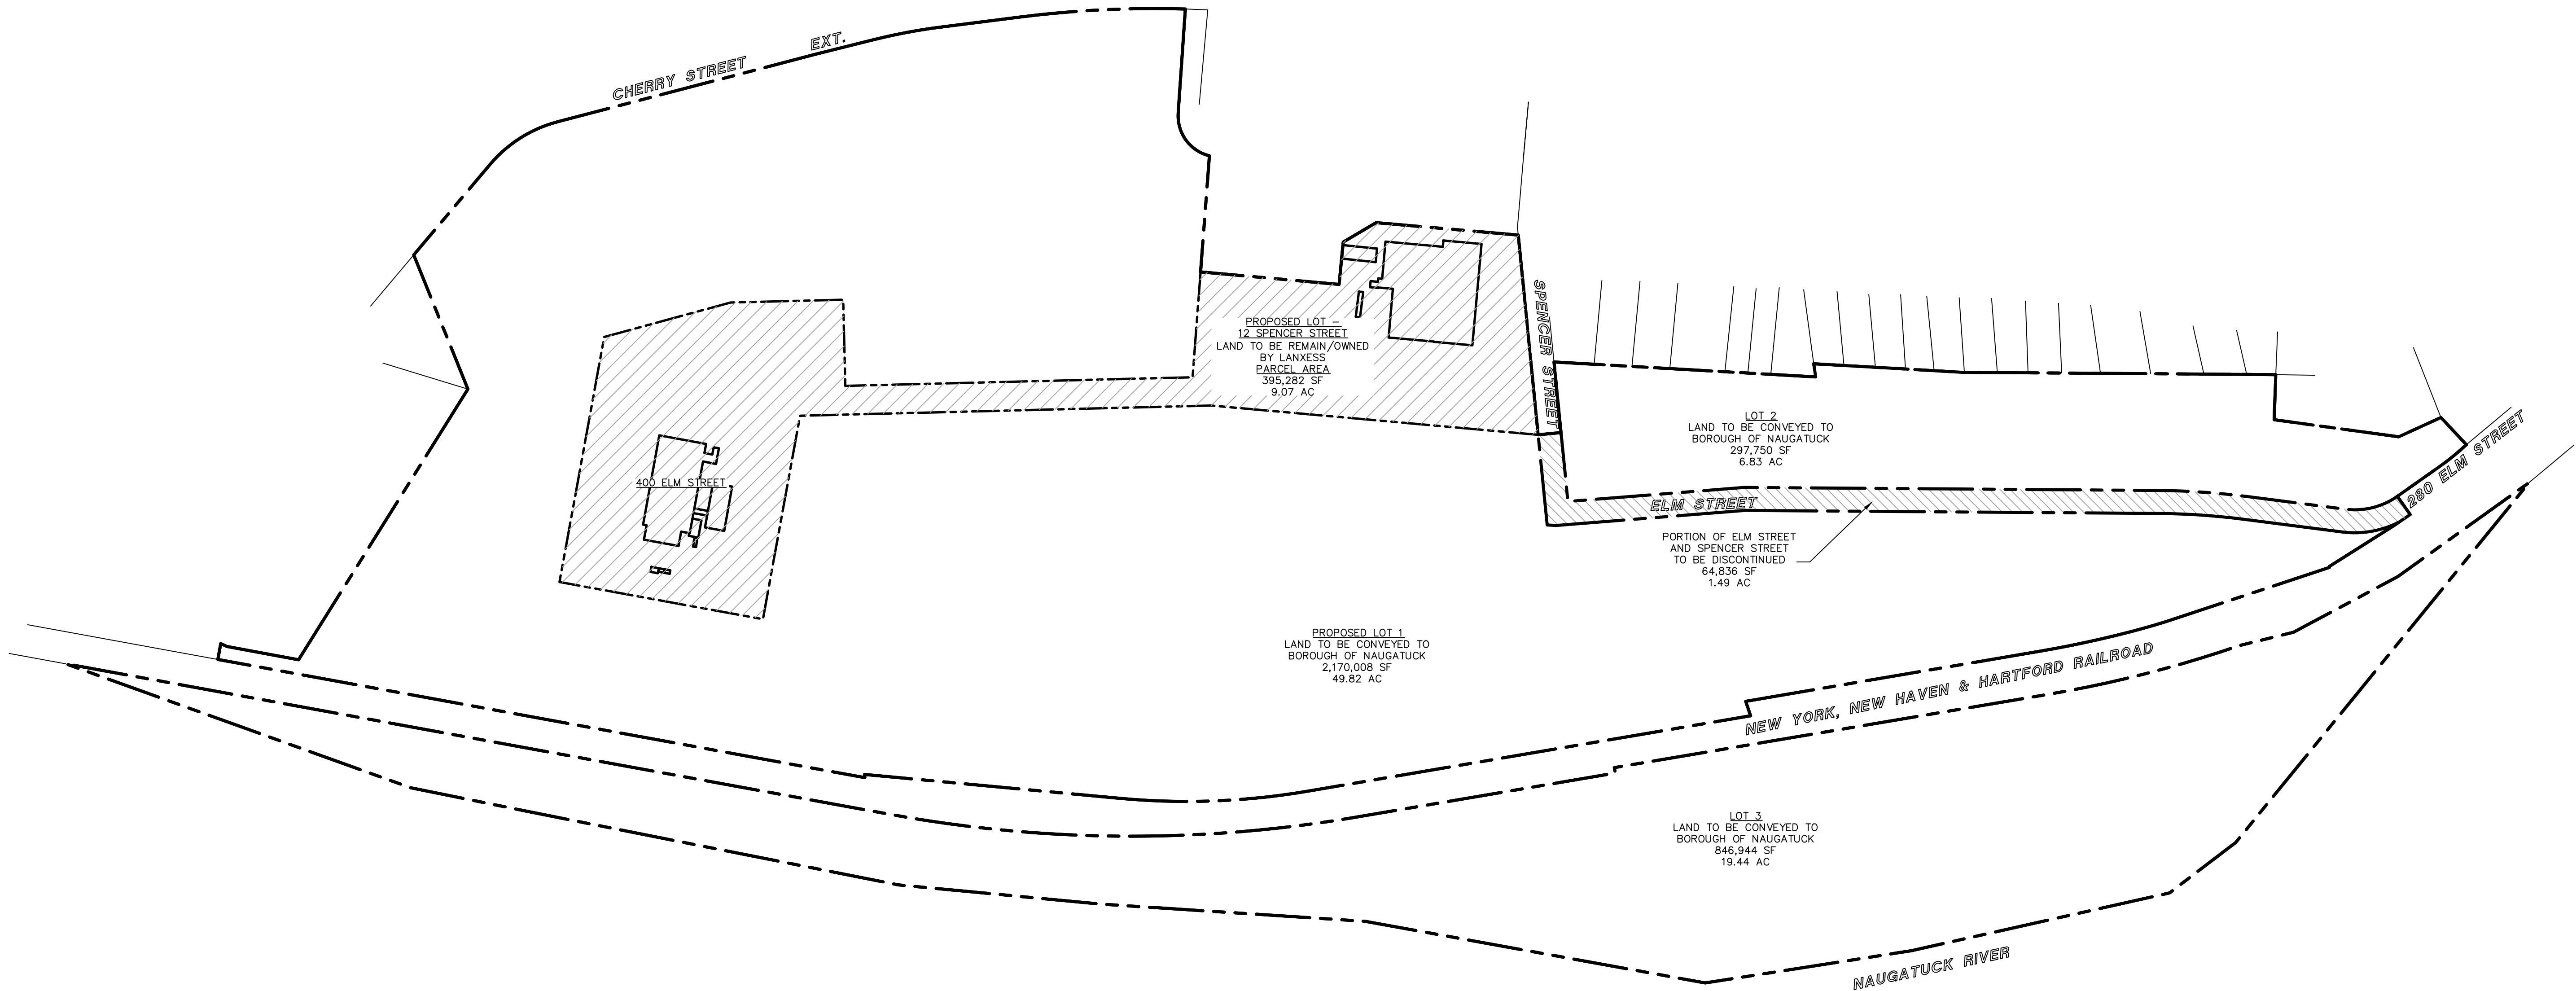 CHERRY STREET EXT.
PROPOSED LOT -
12 SPENCER STREET
LAND TO BE REMAIN/OWNED
BY LANXESS
PARCEL AREA
395,282 SF
9.07 AC
SPENCER STREET
LOT 2
LAND TO BE CONVEYED TO
BOROUGH OF NAUGATUCK
297,750 SF
6.83 AC
280 ELM STREET
400 ELM STREET
ELM STREET
PORTION OF ELM STREET
AND SPENCER STREET
TO BE DISCONTINUED
64,836 SF
1.49 AC
PROPOSED LOT 1
LAND TO BE CONVEYED TO
BOROUGH OF NAUGATUCK
2,170,008 SF
49.82 AC
NEW YORK, NEW HAVEN & HARTFORD RAILROAD
LOT 3
LAND TO BE CONVEYED TO
BOROUGH OF NAUGATUCK
846,944 SF
19.44 AC
NAUGATUCK RIVER